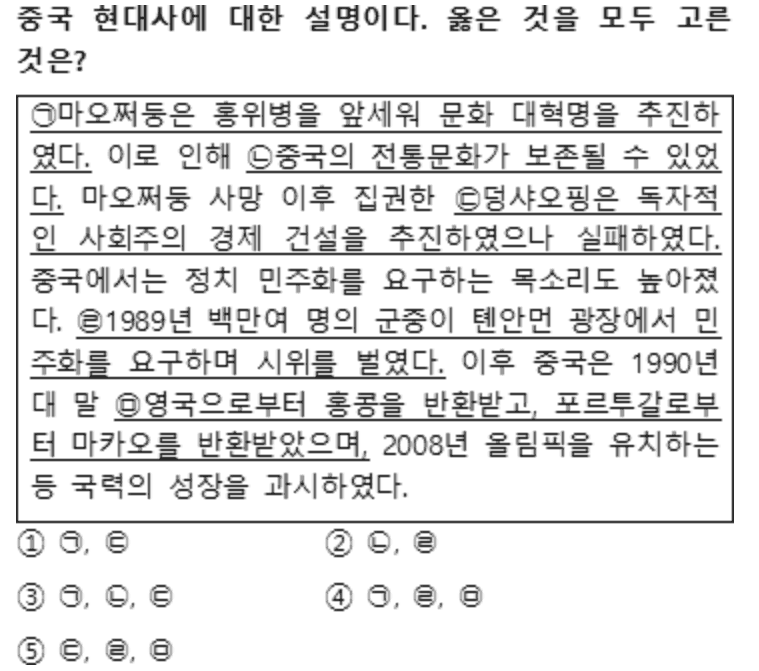 중국 현대사에 대한 설명이다. 옳은 것을 모두 고른
것은?
㉠마오쩌둥은 홍위병을 앞세워 문화 대혁명을 추진하
였다. 이로 인해 ㉡중국의 전통문화가 보존될 수 있었
다. 마오쩌둥 사망 이후 집권한 ㉢덩샤오핑은 독자적
인 사회주의 경제 건설을 추진하였으나 실패하였다.
중국에서는 정치 민주화를 요구하는 목소리도 높아졌
다. ㉣1989년 백만여 명의 군중이 톈안먼 광장에서 민
주화를 요구하며 시위를 벌였다. 이후 중국은 1990년
대 말 ㉤영국으로부터 홍콩을 반환받고, 포르투갈로부
터 마카오를 반환받았으며, 2008년 올림픽을 유치하는
등 국력의 성장을 과시하였다.
① ㉠, ㉢ ② ㉡, ㉣
③ ㉠, ㉡, ㉢ ④ ㉠, ㉣, ㉤
⑤ ㉢, ㉣, ㉤